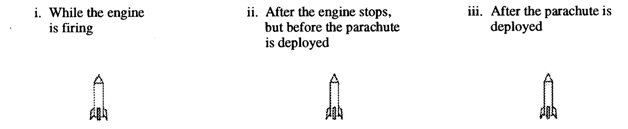 i. While the engine
is firing
ii. After the engine stops,
but before the parachute
is deployed
iii. After the parachute is
deployed